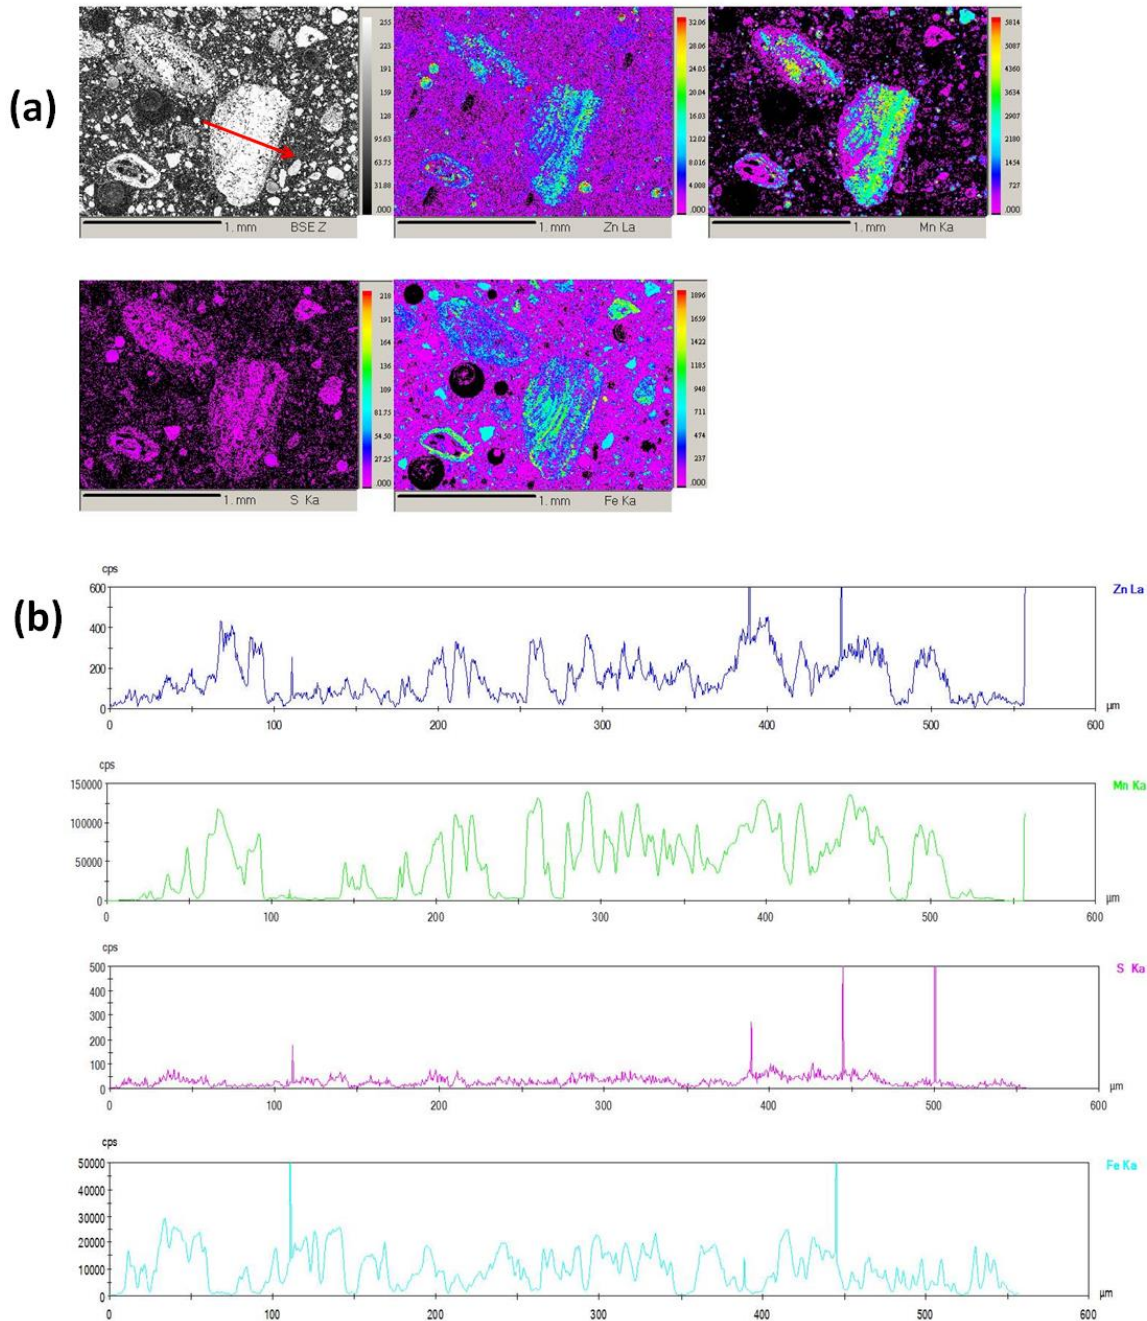 (a)
255
223
191
159
128
95.63
63.75
31.80
.000
1. mm BSE Z
32.06
28.06
24.05
20.04
16.03
12.02
8.016
4.008
.000
1. mm Zn La
5814
5087
4360
3634
2907
2180
1454
727
.000
1. mm Mn Ka
218
191
164
136
109
81.75
54.50
27.25
.000
1. mm S Ka
1896
1659
1422
1185
948
711
474
237
.000
1. mm Fe Ka
(b)
cps
600
400
200
0
0 100 200 300 400 500 600
µm
Zn La
cps
150000
100000
50000
0
0 100 200 300 400 500 600
µm
Mn Ka
cps
500
400
300
200
100
0
0 100 200 300 400 500 600
µm
S Ka
cps
50000
40000
30000
20000
10000
0
0 100 200 300 400 500 600
µm
Fe Ka